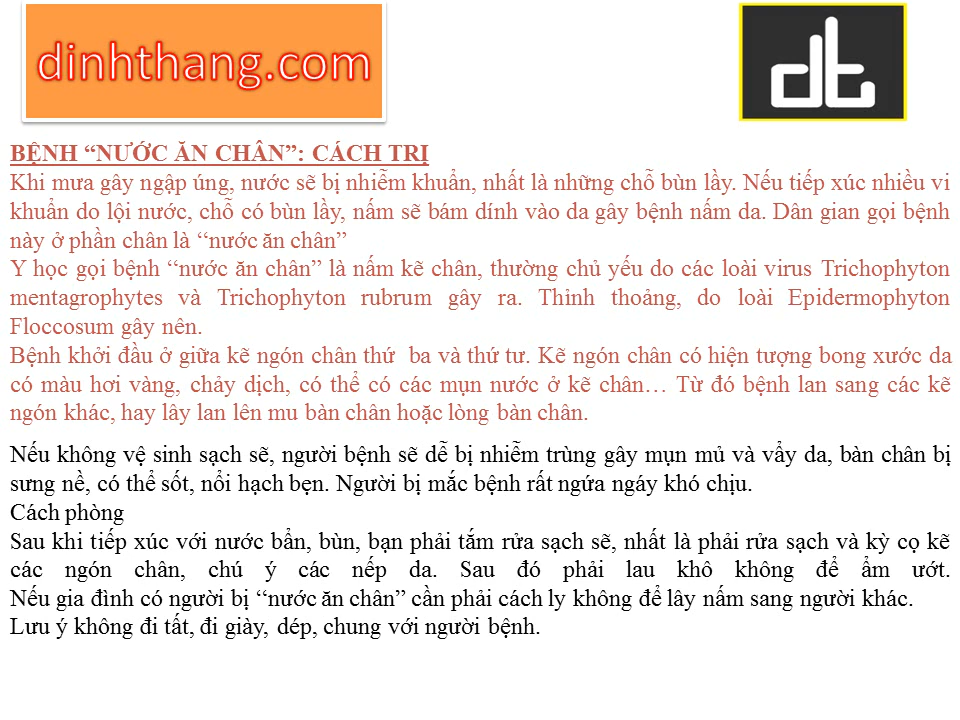 dinhthang.com
dt
BỆNH “NƯỚC ĂN CHÂN”: CÁCH TRỊ
Khi mưa gây ngập úng, nước sẽ bị nhiễm khuẩn, nhất là những chỗ bùn lầy. Nếu tiếp xúc nhiều vi
khuẩn do lội nước, chỗ có bùn lầy, nấm sẽ bám dính vào da gây bệnh nấm da. Dân gian gọi bệnh
này ở phần chân là “nước ăn chân”
Y học gọi bệnh “nước ăn chân” là nấm kẽ chân, thường chủ yếu do các loài virus Trichophyton
mentagrophytes và Trichophyton rubrum gây ra. Thỉnh thoảng, do loài Epidermophyton
Floccosum gây nên.
Bệnh khởi đầu ở giữa kẽ ngón chân thứ  ba và thứ tư. Kẽ ngón chân có hiện tượng bong xước da
có màu hơi vàng, chảy dịch, có thể có các mụn nước ở kẽ chân… Từ đó bệnh lan sang các kẽ
ngón khác, hay lây lan lên mu bàn chân hoặc lòng bàn chân.
Nếu không vệ sinh sạch sẽ, người bệnh sẽ dễ bị nhiễm trùng gây mụn mủ và vẩy da, bàn chân bị
sưng nề, có thể sốt, nổi hạch bẹn. Người bị mắc bệnh rất ngứa ngáy khó chịu.
Cách phòng
Sau khi tiếp xúc với nước bẩn, bùn, bạn phải tắm rửa sạch sẽ, nhất là phải rửa sạch và kỳ cọ kẽ
các ngón chân, chú ý các nếp da. Sau đó phải lau khô không để ẩm ướt.
Nếu gia đình có người bị “nước ăn chân” cần phải cách ly không để lây nấm sang người khác.
Lưu ý không đi tất, đi giày, dép, chung với người bệnh.